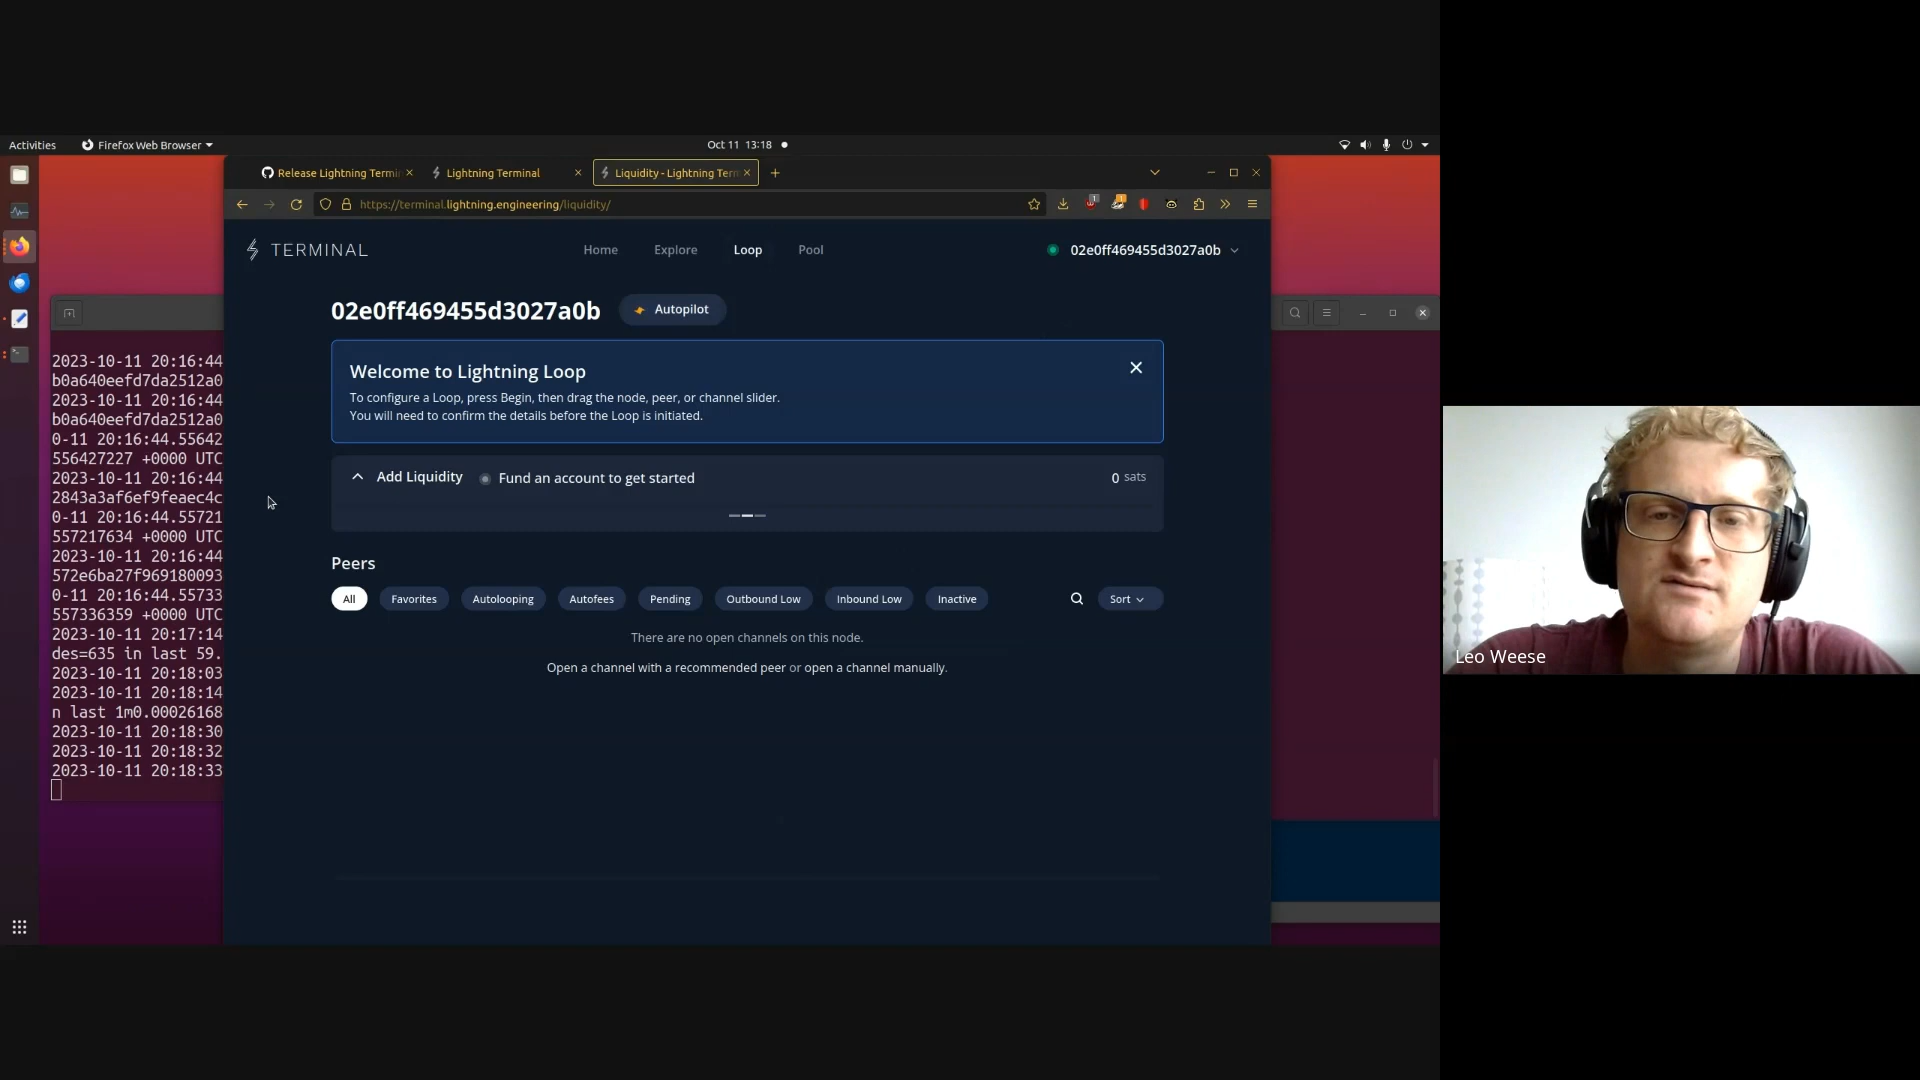 Activities
Firefox Web Browser
Oct 11 13:18
Release Lightning Termi
Lightning Terminal
Liquidity - Lightning Term
https://terminal.lightning.engineering/liquidity/
TERMINAL
Home
Explore
Loop
Pool
02e0ff469455d3027a0b
02e0ff469455d3027a0b
Autopilot
Welcome to Lightning Loop
To configure a Loop, press Begin, then drag the node, peer, or channel slider.
You will need to confirm the details before the Loop is initiated.
Add Liquidity
Fund an account to get started
0 sats
Peers
All
Favorites
Autolooping
Autofees
Pending
Outbound Low
Inbound Low
Inactive
Sort
There are no open channels on this node.
Open a channel with a recommended peer or open a channel manually.
2023-10-11 20:16:44
b0a640eefd7da2512a0
2023-10-11 20:16:44
b0a640eefd7da2512a0
0-11 20:16:44.55642
556427227 +0000 UTC
2023-10-11 20:16:44
2843a3af6ef9feaec4c
0-11 20:16:44.55721
557217634 +0000 UTC
2023-10-11 20:16:44
572e6ba27f969180093
0-11 20:16:44.55733
557336359 +0000 UTC
2023-10-11 20:17:14
des=635 in last 59.
2023-10-11 20:18:03
2023-10-11 20:18:14
n last 1m0.00026168
2023-10-11 20:18:30
2023-10-11 20:18:32
2023-10-11 20:18:33
Leo Weese